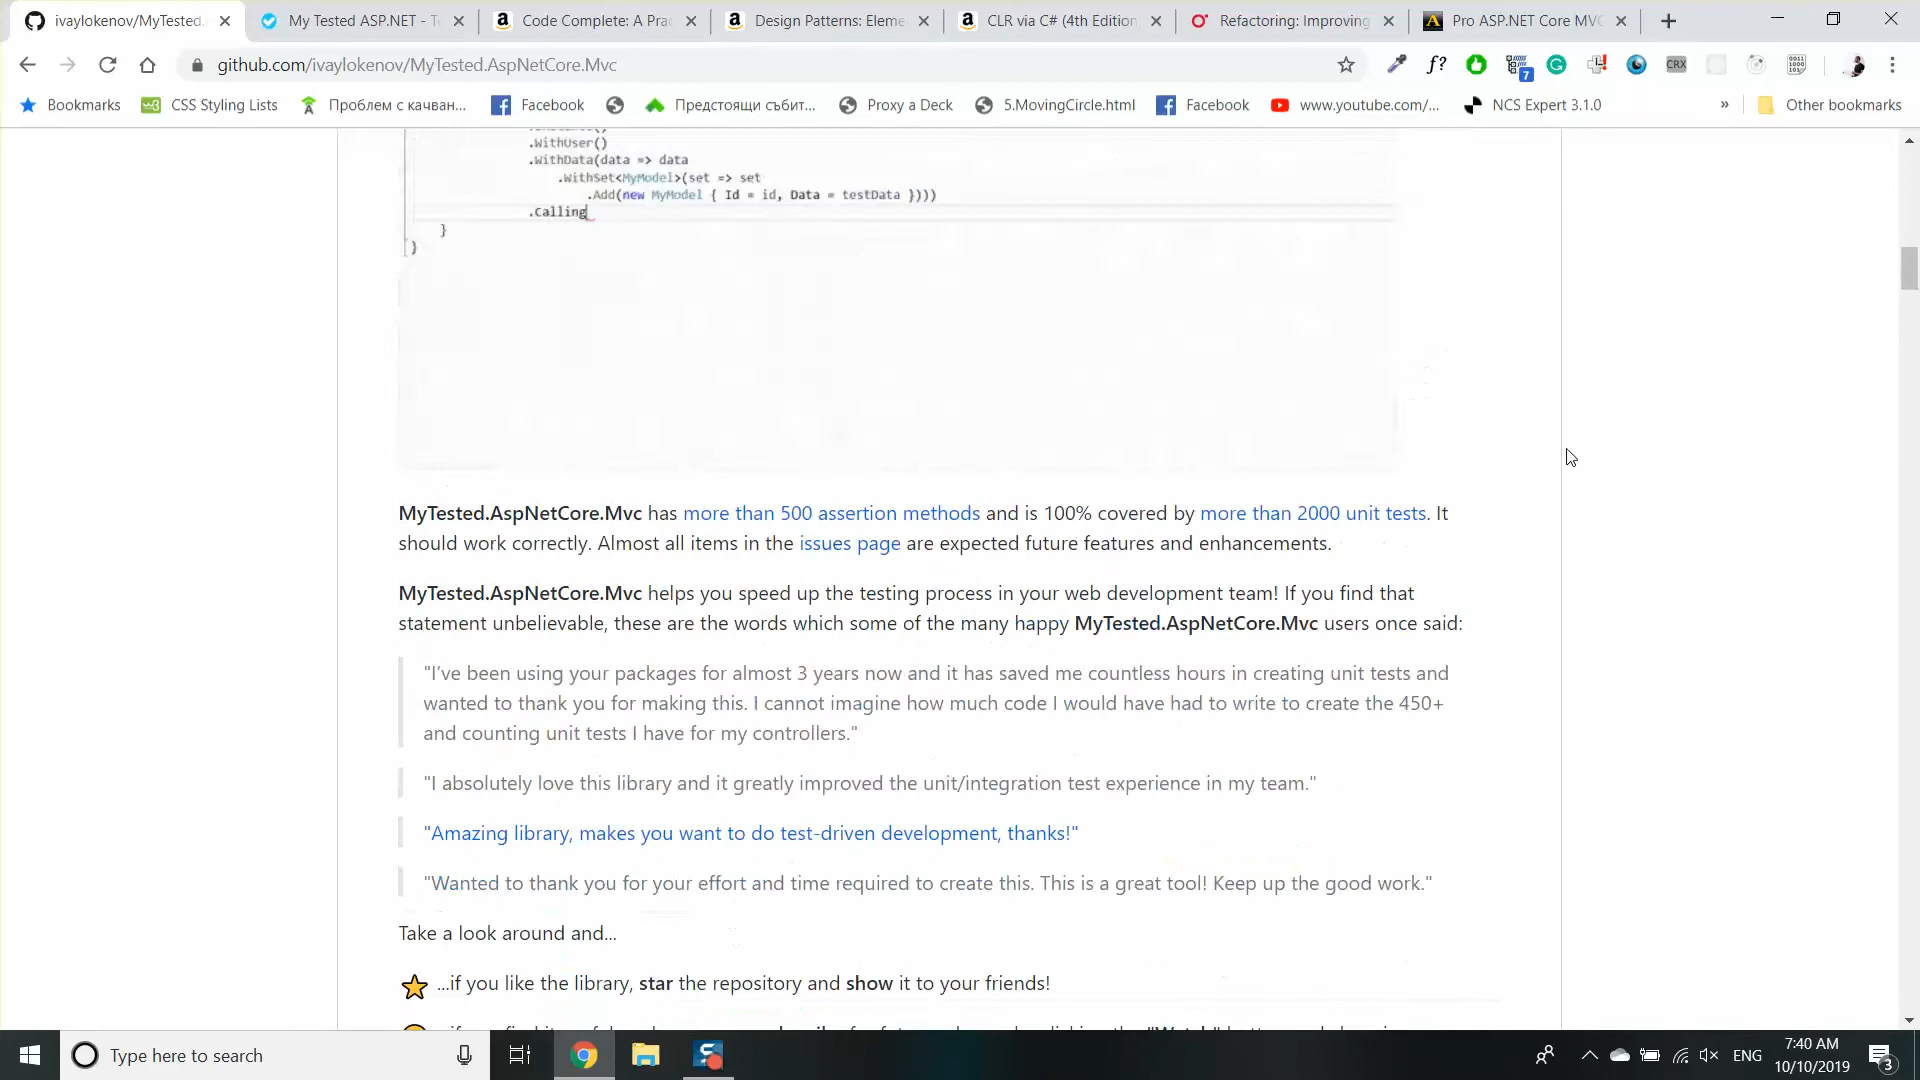 ivaylokenov/MyTested.
My Tested ASP.NET - T
Code Complete: A Prac
Design Patterns: Eleme
CLR via C# (4th Edition
Refactoring: Improving
Pro ASP.NET Core MVC
github.com/ivaylokenov/MyTested.AspNetCore.Mvc
f?
7
CRX
Bookmarks
CSS Styling Lists
Проблем с качван...
Facebook
Предстоящи събит...
Proxy a Deck
5.MovingCircle.html
Facebook
www.youtube.com/...
NCS Expert 3.1.0
»
Other bookmarks
.WithUser()
.WithData(data => data
.WithSet<MyModel>(set => set
.Add(new MyModel { Id = id, Data = testData })))
.Calling
}
}
MyTested.AspNetCore.Mvc has more than 500 assertion methods and is 100% covered by more than 2000 unit tests. It
should work correctly. Almost all items in the issues page are expected future features and enhancements.
MyTested.AspNetCore.Mvc helps you speed up the testing process in your web development team! If you find that
statement unbelievable, these are the words which some of the many happy MyTested.AspNetCore.Mvc users once said:
"I've been using your packages for almost 3 years now and it has saved me countless hours in creating unit tests and
wanted to thank you for making this. I cannot imagine how much code I would have had to write to create the 450+
and counting unit tests I have for my controllers."
"I absolutely love this library and it greatly improved the unit/integration test experience in my team."
"Amazing library, makes you want to do test-driven development, thanks!"
"Wanted to thank you for your effort and time required to create this. This is a great tool! Keep up the good work."
Take a look around and...
...if you like the library, star the repository and show it to your friends!
Type here to search
ENG
7:40 AM
10/10/2019
3